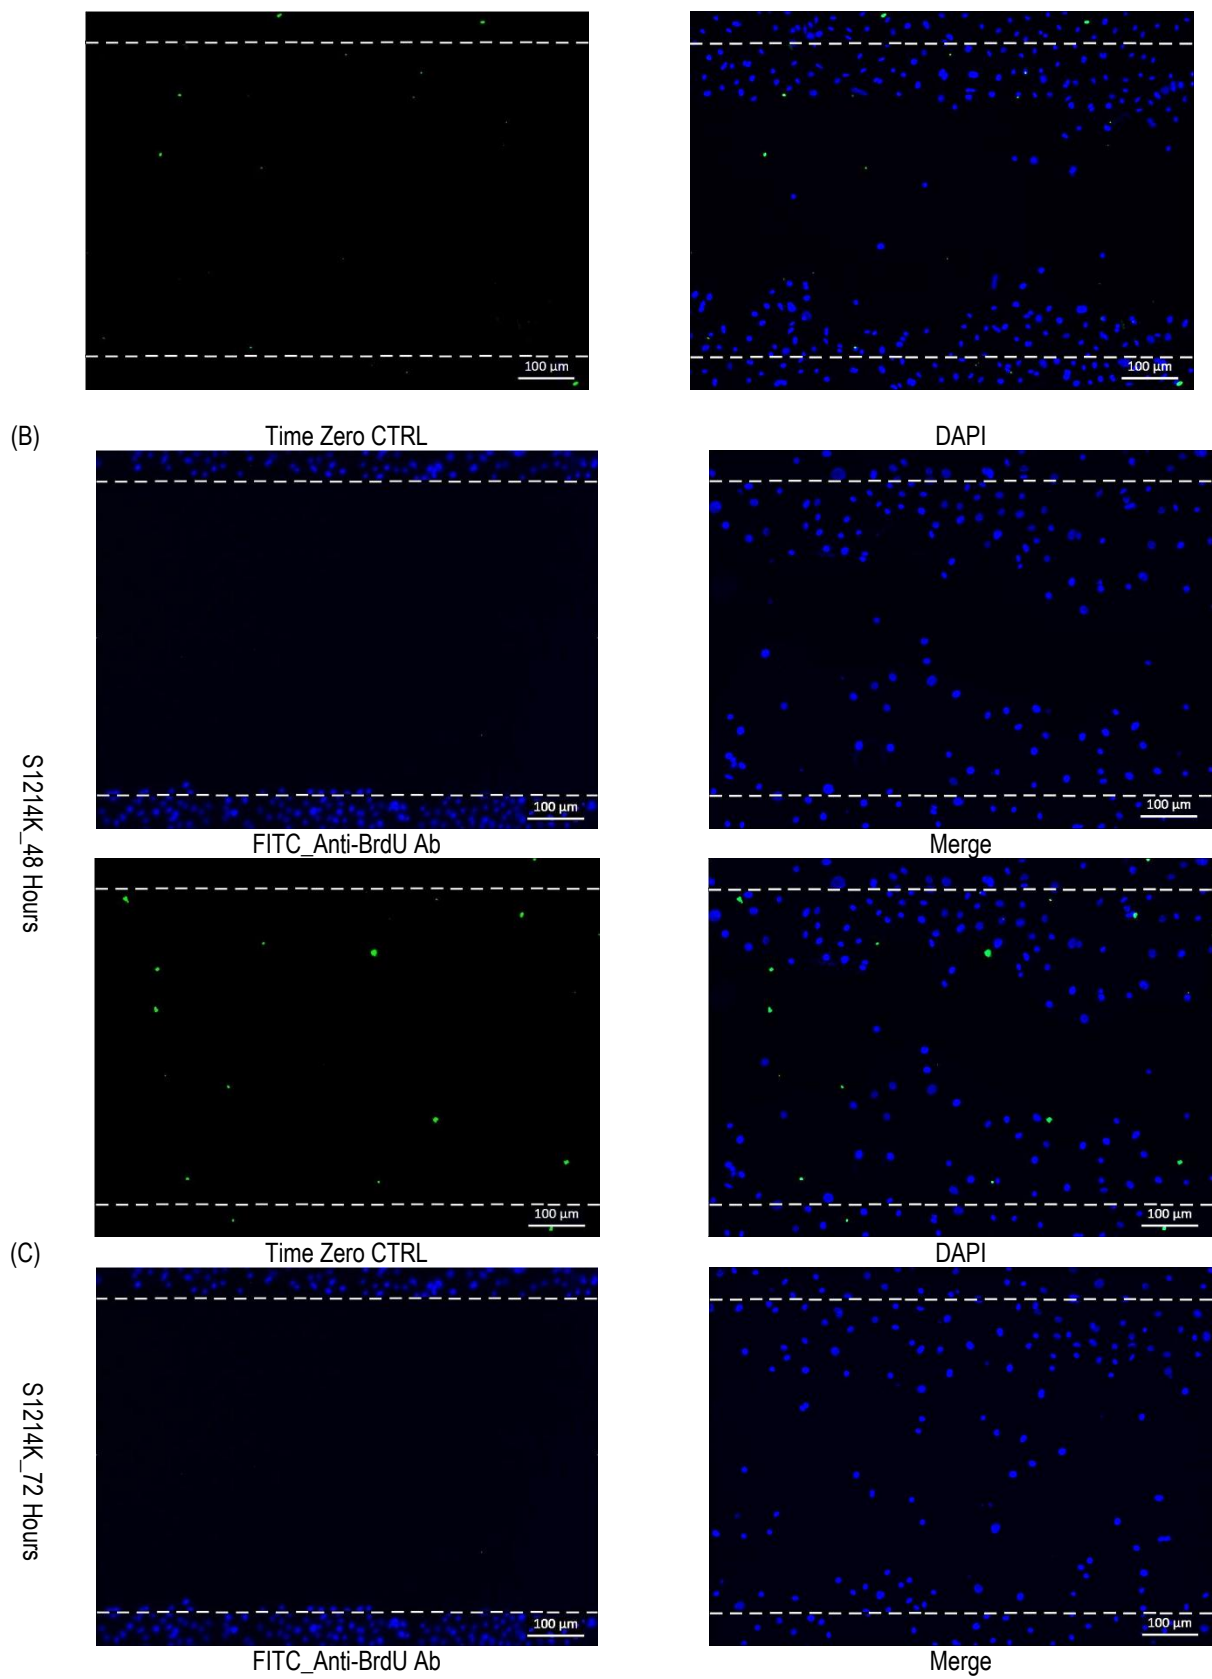 100 µm
100 µm
(B)
Time Zero CTRL
DAPI
100 µm
100 µm
S1214K_48 Hours
FITC_Anti-BrdU Ab
Merge
100 µm
100 µm
(C)
Time Zero CTRL
DAPI
S1214K_72 Hours
100 µm
100 µm
FITC_Anti-BrdU Ab
Merge